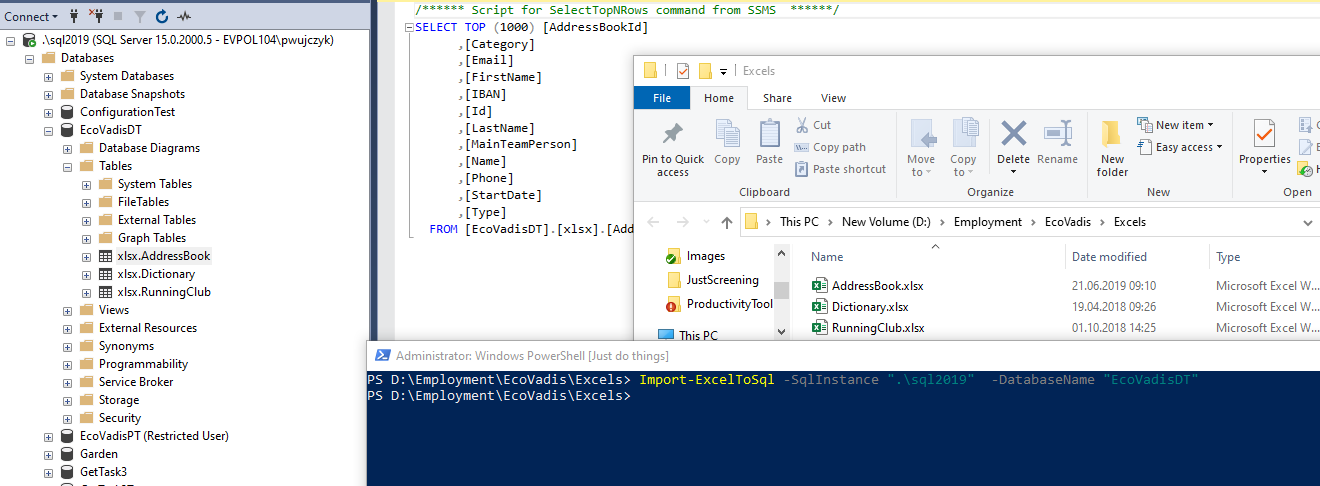 Connect
.\sql2019 (SQL Server 15.0.2000.5 - EVPOL104\pwujczyk)
Databases
System Databases
Database Snapshots
ConfigurationTest
EcoVadisDT
Database Diagrams
Tables
System Tables
FileTables
External Tables
Graph Tables
xlsx.AddressBook
xlsx.Dictionary
xlsx.RunningClub
Views
External Resources
Synonyms
Programmability
Service Broker
Storage
Security
EcoVadisPT (Restricted User)
Garden
GetTask3
/****** Script for SelectTopNRows command from SSMS ******/
SELECT TOP (1000) [AddressBookId]
,[Category]
,[Email]
,[FirstName]
,[IBAN]
,[Id]
,[LastName]
,[MainTeamPerson]
,[Name]
,[Phone]
,[StartDate]
,[Type]
FROM [EcoVadisDT].[xlsx].[Add
Excels
File Home Share View
Pin to Quick access
Copy
Paste
Cut
Copy path
Paste shortcut
Clipboard
Move to
Copy to
Delete
Rename
Organize
New folder
New item
Easy access
New
Properties
Open
This PC > New Volume (D:) > Employment > EcoVadis > Excels
Images
JustScreening
ProductivityTool
This PC
Name Date modified Type
AddressBook.xlsx 21.06.2019 09:10 Microsoft Excel W...
Dictionary.xlsx 19.04.2018 09:26 Microsoft Excel W...
RunningClub.xlsx 01.10.2018 14:25 Microsoft Excel W...
Administrator: Windows PowerShell [Just do things]
PS D:\Employment\EcoVadis\Excels> Import-ExcelToSql -SqlInstance ".\sql2019" -DatabaseName "EcoVadisDT"
PS D:\Employment\EcoVadis\Excels>